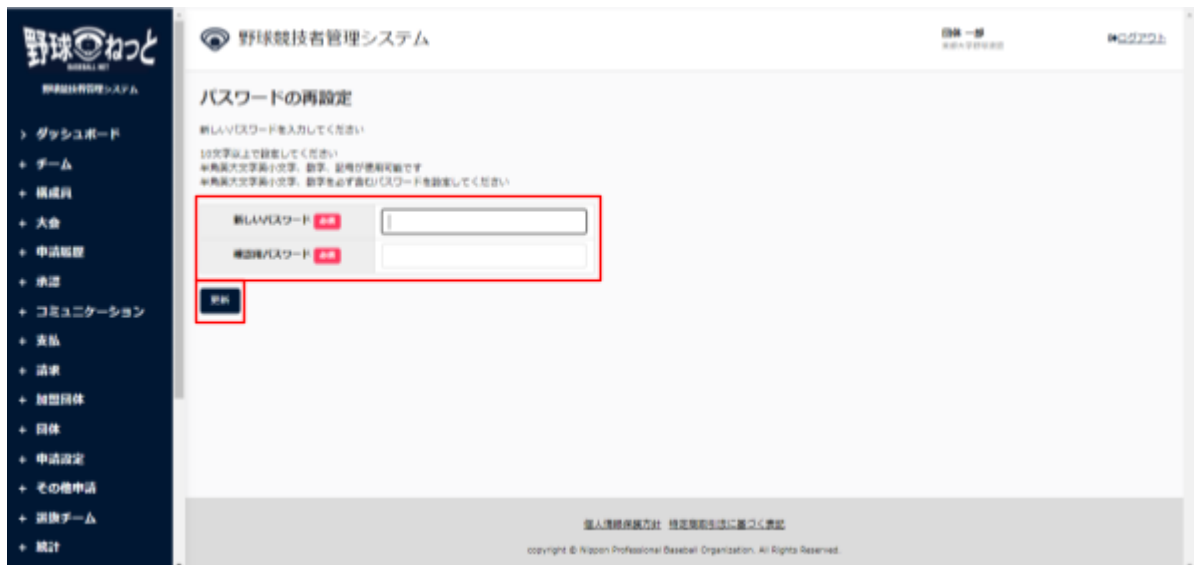 野球ねっと
BASEBALL NET
野球競技者管理システム
野球競技者管理システム
団体 一郎
ログアウト
> ダッシュボード
+ チーム
+ 構成員
+ 大会
+ 申請履歴
+ 承認
+ コミュニケーション
+ 支払
+ 請求
+ 加盟団体
+ 団体
+ 申請設定
+ その他申請
+ 選抜チーム
+ 統計
パスワードの再設定
新しいパスワードを入力してください
10文字以上で設定してください
半角英大文字英小文字、数字、記号が使用可能です
半角英大文字英小文字、数字を必ず含むパスワードを設定してください
新しいパスワード 必須
確認用パスワード 必須
更新
個人情報保護方針 特定商取引法に基づく表記
copyright © Nippon Professional Baseball Organization. All Rights Reserved.